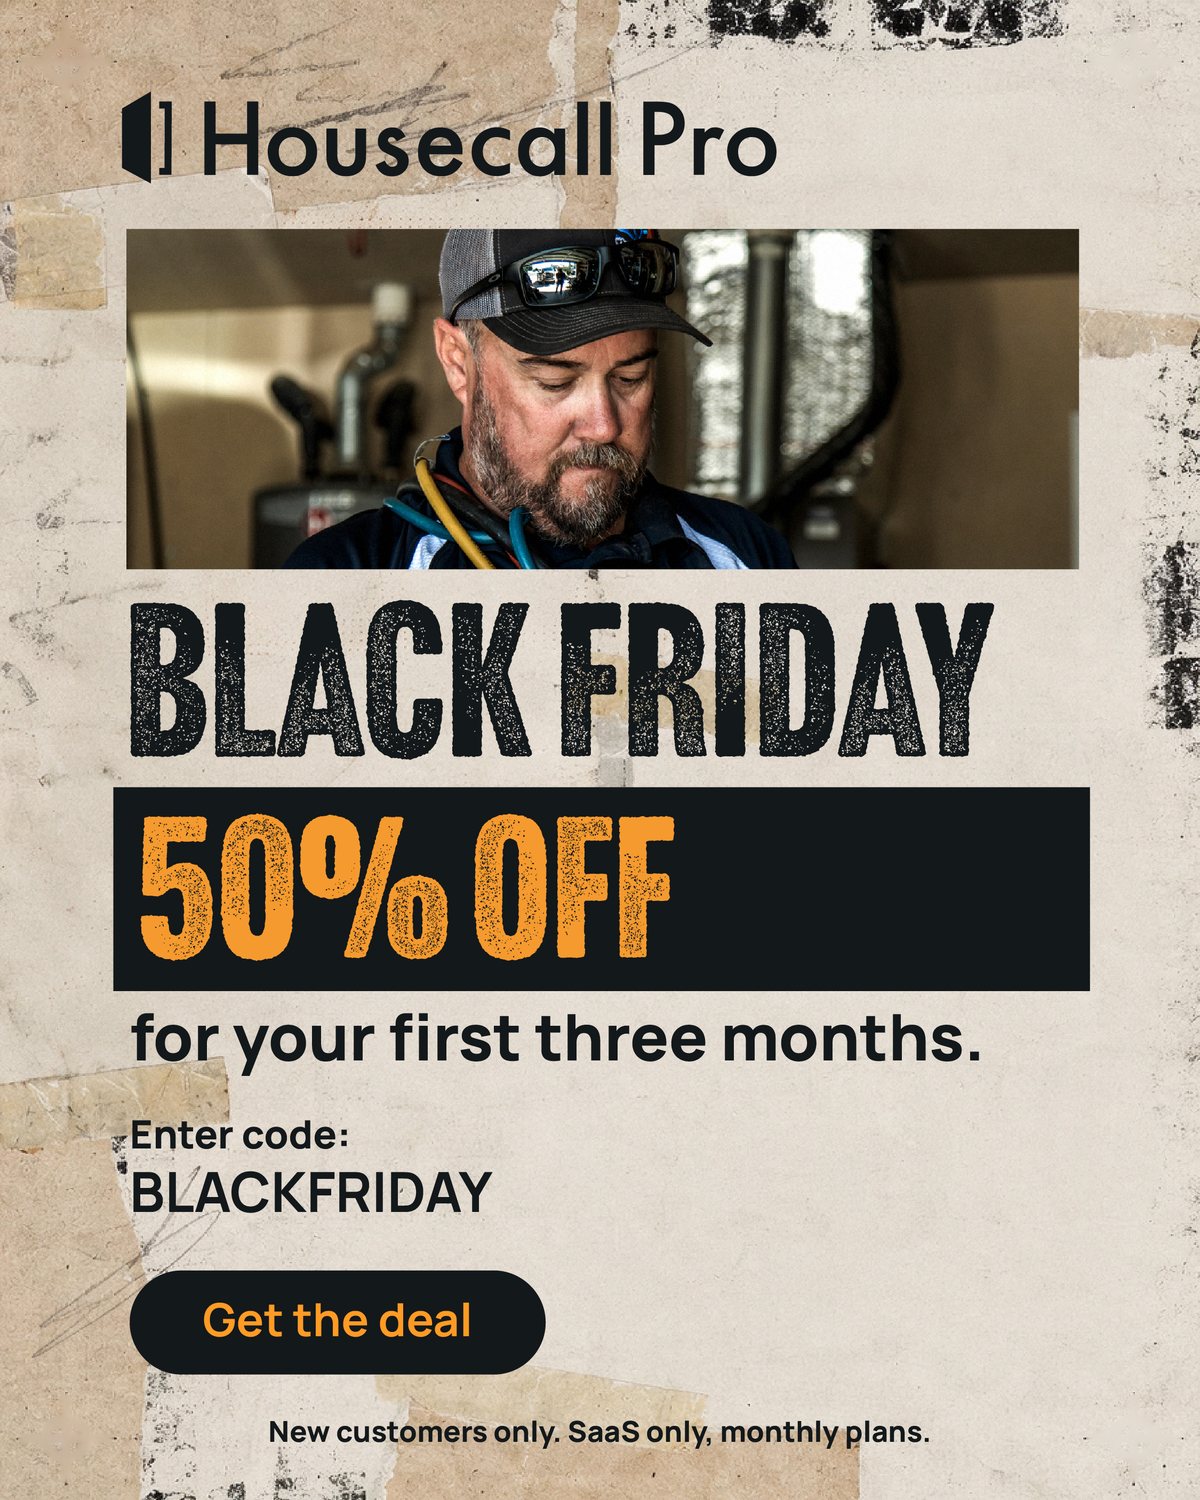 Housecall Pro
BLACK FRIDAY
50% OFF
for your first three months.
Enter code:
BLACKFRIDAY
Get the deal
New customers only. SaaS only, monthly plans.